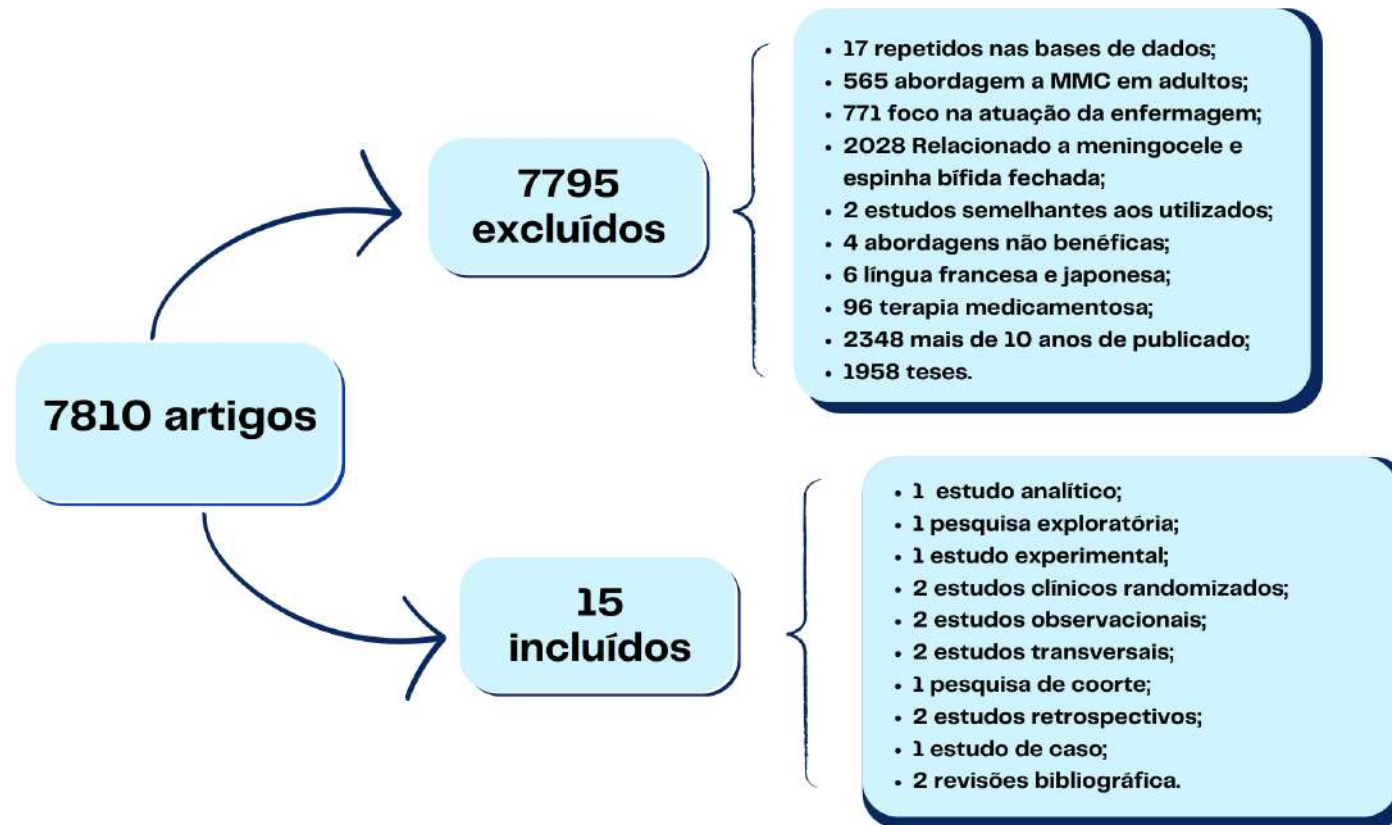 7810 artigos
7795
excluídos
• 17 repetidos nas bases de dados;
• 565 abordagem a MMC em adultos;
• 771 foco na atuação da enfermagem;
• 2028 Relacionado a meningocele e
espinha bífida fechada;
• 2 estudos semelhantes aos utilizados;
• 4 abordagens não benéficas;
• 6 língua francesa e japonesa;
• 96 terapia medicamentosa;
• 2348 mais de 10 anos de publicado;
• 1958 teses.
15
incluídos
• 1 estudo analítico;
• 1 pesquisa exploratória;
• 1 estudo experimental;
• 2 estudos clínicos randomizados;
• 2 estudos observacionais;
• 2 estudos transversais;
• 1 pesquisa de coorte;
• 2 estudos retrospectivos;
• 1 estudo de caso;
• 2 revisões bibliográfica.